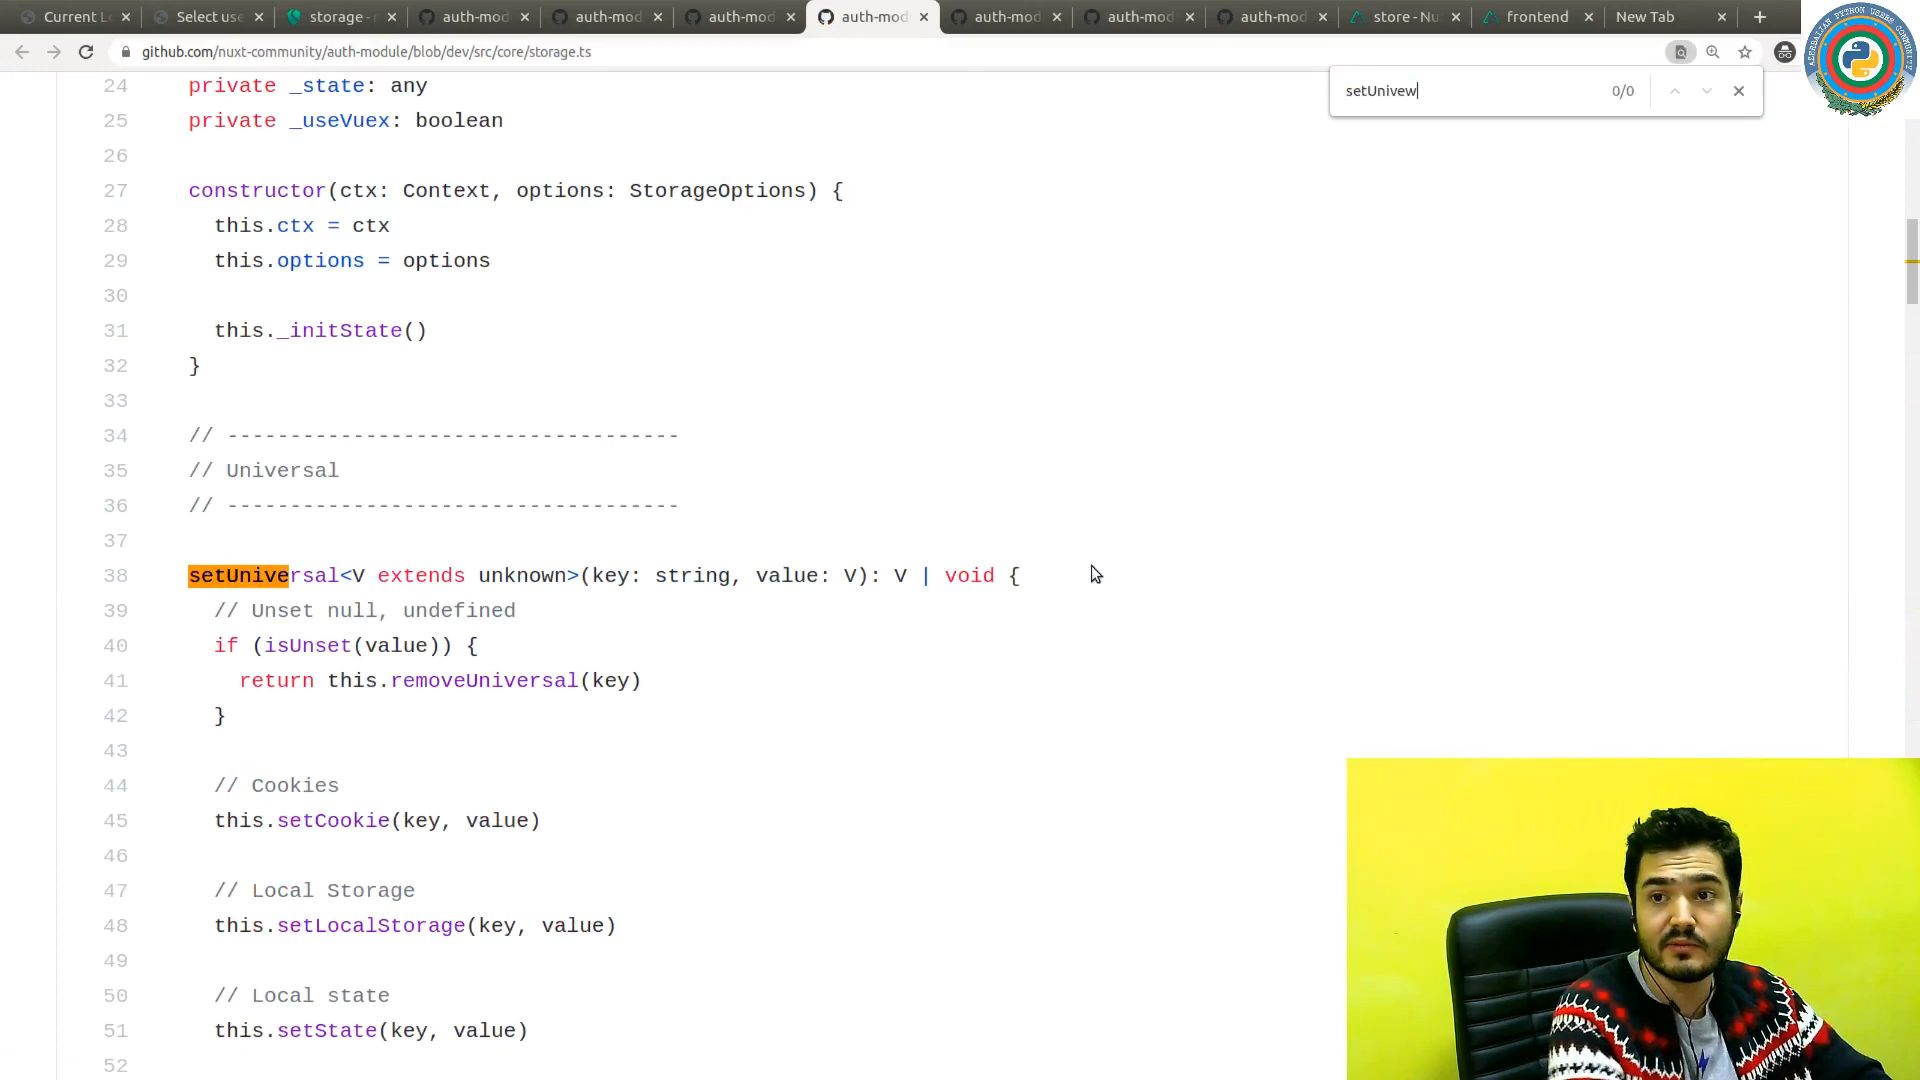 Current L
Select use
storage - 
auth-mod
auth-mod
auth-mod
auth-mod
auth-mod
auth-mod
auth-mod
store - Nu
frontend
New Tab
github.com/nuxt-community/auth-module/blob/dev/src/core/storage.ts
setUnivew 0/0
AZERBAIJAN PYTHON USERS COMMUNITY
24 private _state: any
25 private _useVuex: boolean
26
27 constructor(ctx: Context, options: StorageOptions) {
28 this.ctx = ctx
29 this.options = options
30
31 this._initState()
32 }
33
34 // ------------------------------------
35 // Universal
36 // ------------------------------------
37
38 setUniversal<V extends unknown>(key: string, value: V): V | void {
39 // Unset null, undefined
40 if (isUnset(value)) {
41 return this.removeUniversal(key)
42 }
43
44 // Cookies
45 this.setCookie(key, value)
46
47 // Local Storage
48 this.setLocalStorage(key, value)
49
50 // Local state
51 this.setState(key, value)
52